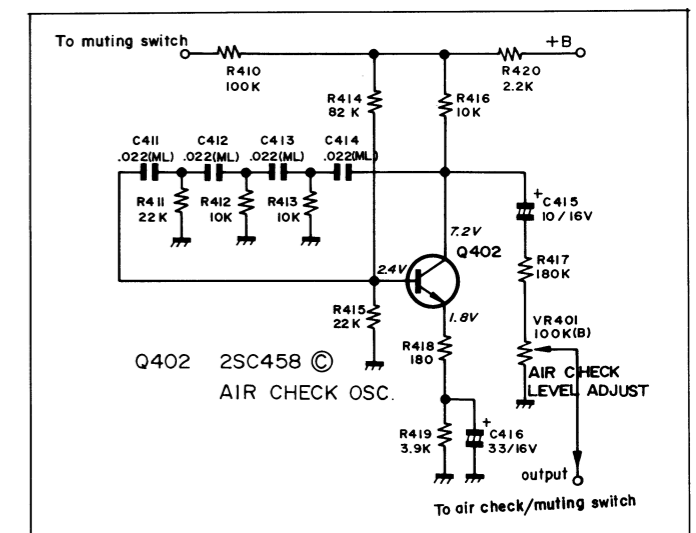 To muting switch
+B
R410
100K
R420
2.2K
R414
82 K
R416
10K
C411
.022(ML)
C412
.022(ML)
C413
.022(ML)
C414
.022(ML)
R411
22 K
R412
10K
R413
10K
+
C415
10/16V
7.2V
Q402
2.4V
R417
180K
1.8V
R415
22 K
R418
180
VR401
100K(B)
AIR CHECK
LEVEL ADJUST
Q402 2SC458 Ⓒ
AIR CHECK OSC.
R419
3.9K
+
C416
33/16V
output
To air check/muting switch